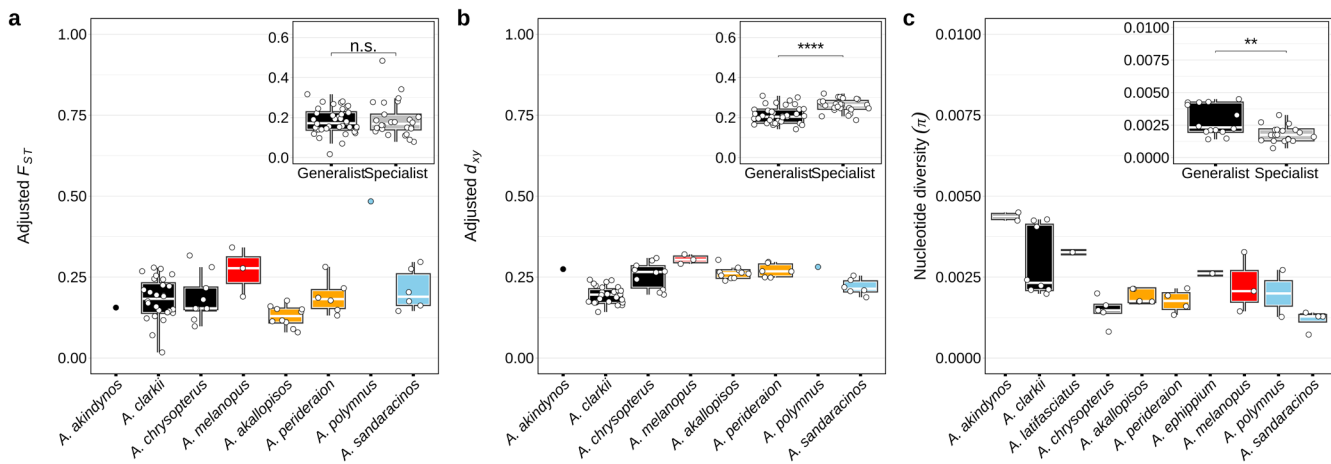 a
Adjusted FST
1.00
0.75
0.50
0.25
0.00
0.6
0.4
0.2
0.0
n.s.
Generalist Specialist
A. akindynos
A. clarkii
A. chrysopterus
A. melanopus
A. akallopisos
A. perideraion
A. polymnus
A. sandaracinos
b
Adjusted dxy
1.00
0.75
0.50
0.25
0.00
0.6
0.4
0.2
0.0
****
Generalist Specialist
A. akindynos
A. clarkii
A. chrysopterus
A. melanopus
A. akallopisos
A. perideraion
A. polymnus
A. sandaracinos
c
Nucleotide diversity (π)
0.0100
0.0075
0.0050
0.0025
0.0000
0.0100
0.0075
0.0050
0.0025
0.0000
**
Generalist Specialist
A. akindynos
A. clarkii
A. latifasciatus
A. chrysopterus
A. akallopisos
A. perideraion
A. ephippium
A. melanopus
A. polymnus
A. sandaracinos